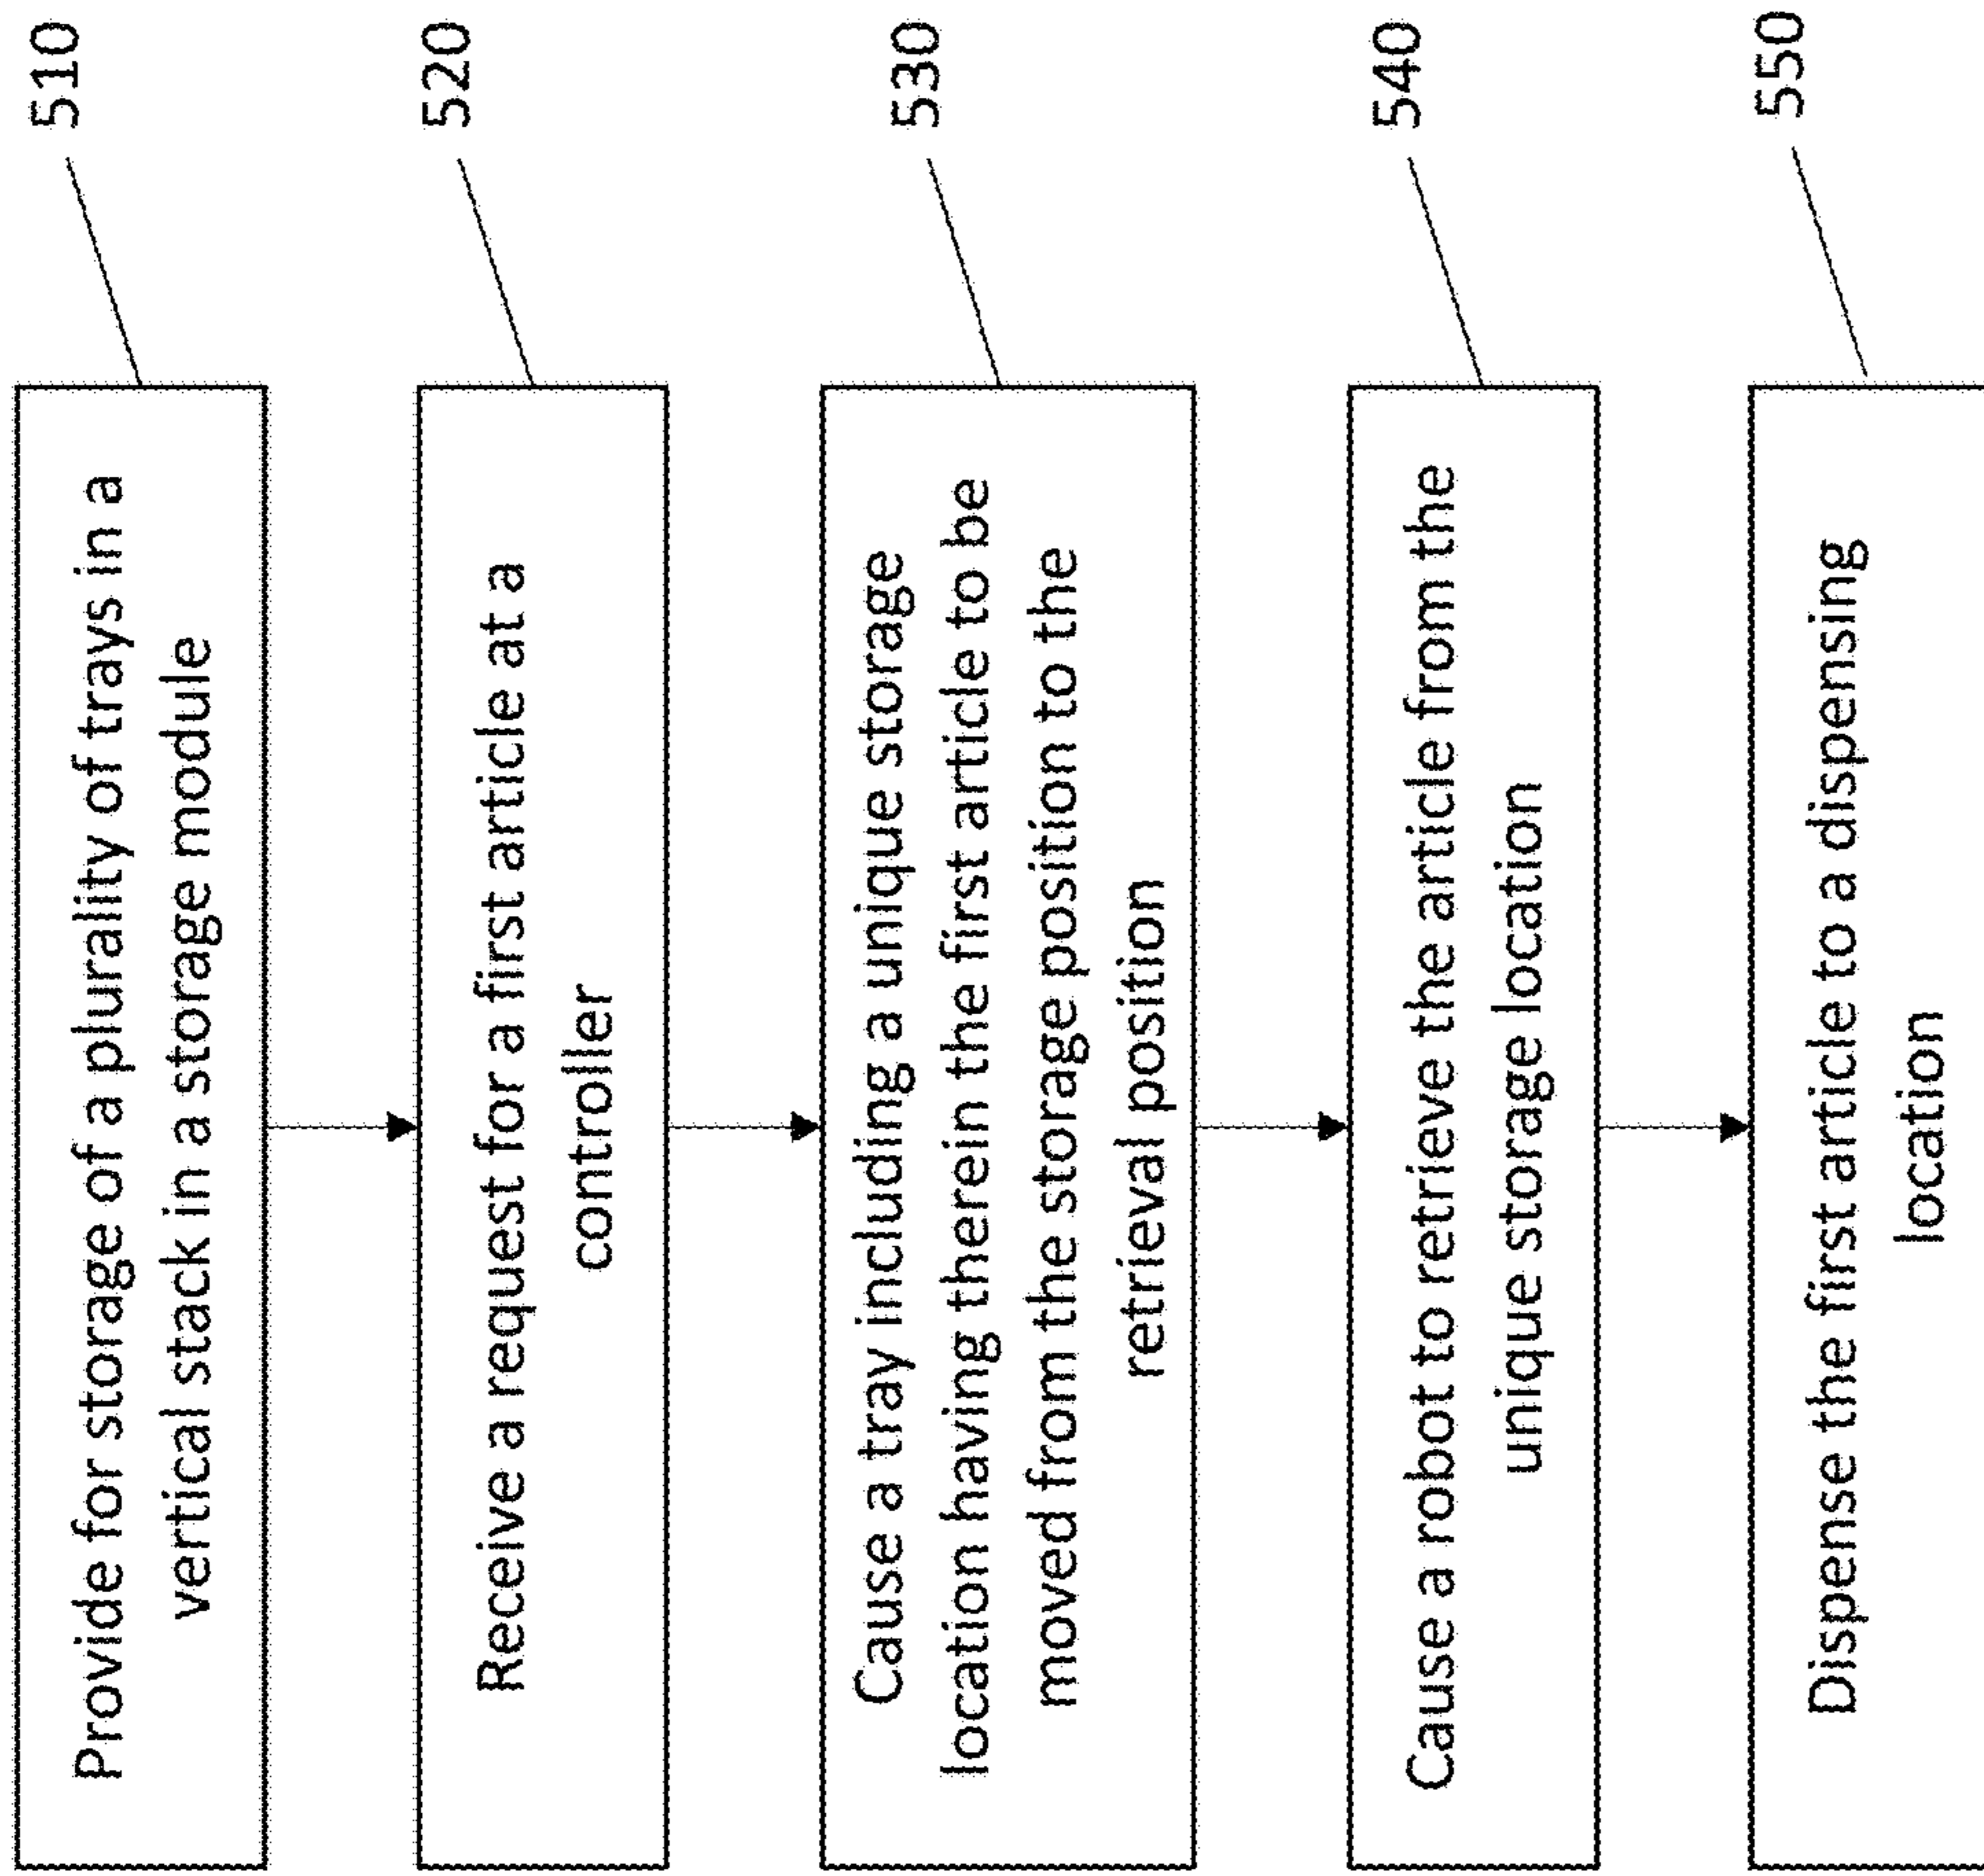 Provide for storage of a plurality of trays in a
vertical stack in a storage module
510
Receive a request for a first article at a
controller
520
Cause a tray including a unique storage
location having therein the first article to be
moved from the storage position to the
retrieval position
530
Cause a robot to retrieve the article from the
unique storage location
540
Dispense the first article to a dispensing
location
550